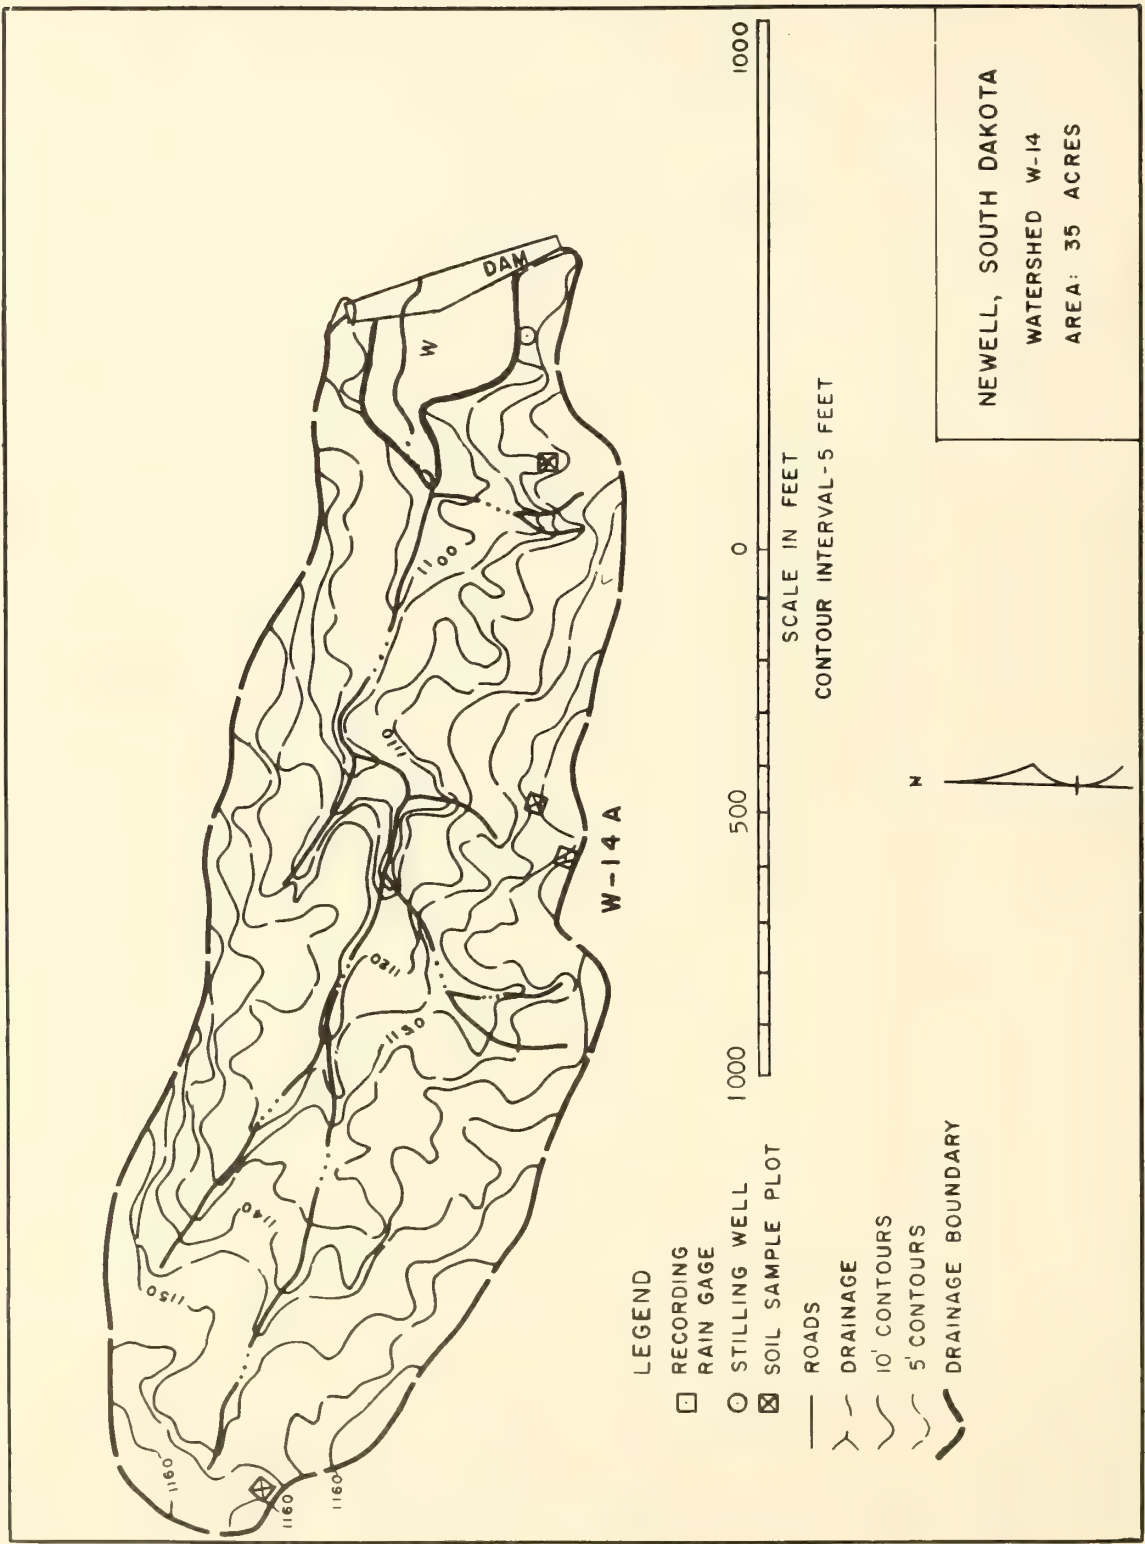 NEWELL, SOUTH DAKOTA
WATERSHED W-14
AREA: 35 ACRES
DAM
W
1100
1110
1120
1130
1140
1150
1160
1160
1160
W-14A
1000
500
0
1000
SCALE IN FEET
CONTOUR INTERVAL-5 FEET
N
LEGEND
RECORDING
RAIN GAGE
STILLING WELL
SOIL SAMPLE PLOT
ROADS
DRAINAGE
10' CONTOURS
5' CONTOURS
DRAINAGE BOUNDARY